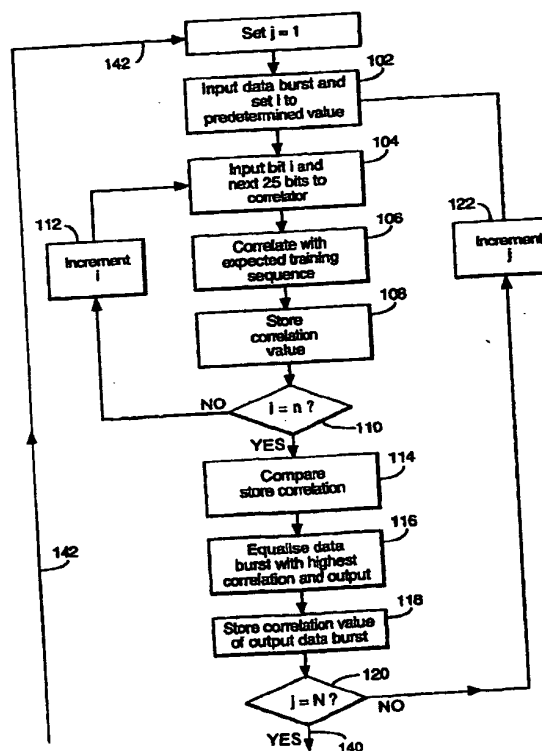 142
Set j = 1
102
Input data burst and
set i to
predetermined value
104
Input bit i and
next 25 bits to
correlator
112
Increment
i
122
Increment
j
106
Correlate with
expected training
sequence
108
Store
correlation
value
i = n ?
NO
110
YES
114
Compare
store correlation
116
Equalise data
burst with highest
correlation and output
142
118
Store correlation value
of output data burst
120
j = N ?
NO
YES
140